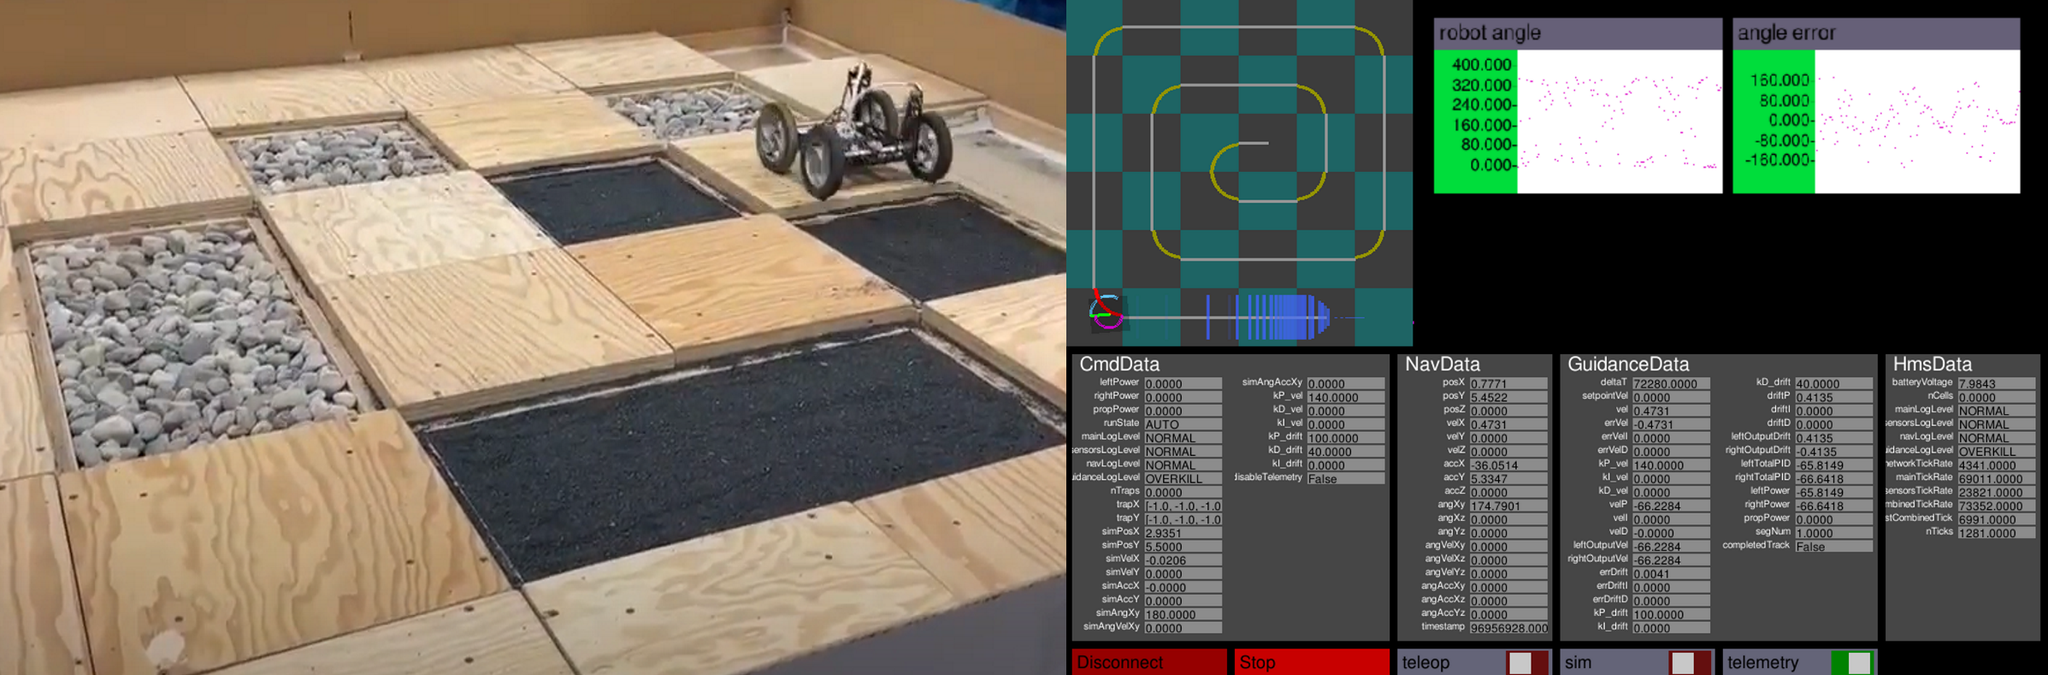 robot angle
400.000
320.000
240.000
160.000
80.000
0.000
angle error
160.000
80.000
0.000
-80.000
-160.000
CmdData
leftPower 0.0000
rightPower 0.0000
propPower 0.0000
runState AUTO
mainLogLevel NORMAL
sensorsLogLevel NORMAL
navLogLevel NORMAL
uidanceLogLevel OVERKILL
nTraps 0.0000
trapX [-1.0, -1.0, -1.0
trapY [-1.0, -1.0, -1.0
simPosX 2.9351
simPosY 5.5000
simVelX -0.0206
simVelY 0.0000
simAccX -0.0000
simAccY 0.0000
simAngXy 180.0000
simAngVelXy 0.0000
simAngAccXy 0.0000
kP_vel 140.0000
kD_vel 0.0000
kI_vel 0.0000
kP_drift 100.0000
kD_drift 40.0000
kI_drift 0.0000
disableTelemetry False
NavData
posX 0.7771
posY 5.4522
posZ 0.0000
velX 0.4731
velY 0.0000
velZ 0.0000
accX -36.0514
accY 5.3347
accZ 0.0000
angXy 174.7901
angXz 0.0000
angYz 0.0000
angVelXy 0.0000
angVelXz 0.0000
angVelYz 0.0000
angAccXy 0.0000
angAccXz 0.0000
angAccYz 0.0000
timestamp 96956928.000
GuidanceData
deltaT 72280.0000
setpointVel 0.0000
vel 0.4731
errVel -0.4731
errVelI 0.0000
errVelD 0.0000
kP_vel 140.0000
kI_vel 0.0000
kD_vel 0.0000
velP -66.2284
velI 0.0000
velD -0.0000
leftOutputVel -66.2284
rightOutputVel -66.2284
errDrift 0.0041
errDriftI 0.0000
errDriftD 0.0000
kP_drift 100.0000
kI_drift 0.0000
kD_drift 40.0000
driftP 0.4135
driftI 0.0000
driftD 0.0000
leftOutputDrift 0.4135
rightOutputDrift -0.4135
leftTotalPID -65.8149
rightTotalPID -66.6418
leftPower -65.8149
rightPower -66.6418
propPower 0.0000
segNum 1.0000
completedTrack False
HmsData
batteryVoltage 7.9843
nCells 0.0000
mainLogLevel NORMAL
sensorsLogLevel NORMAL
navLogLevel NORMAL
uidanceLogLevel OVERKILL
networkTickRate 4341.0000
mainTickRate 69011.0000
sensorsTickRate 23821.0000
mbinedTickRate 73352.0000
stCombinedTick 6991.0000
nTicks 1281.0000
Disconnect
Stop
teleop
sim
telemetry